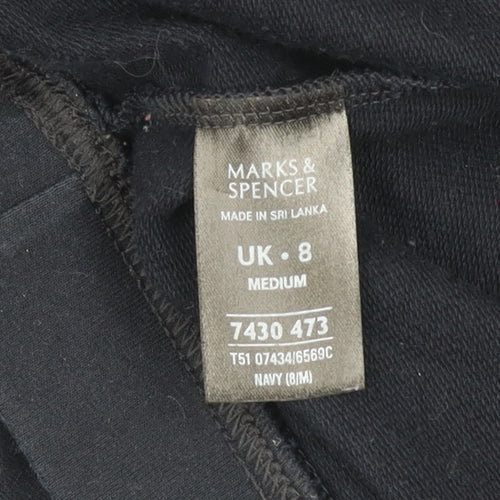 MARKS &
SPENCER
MADE IN SRI LANKA
UK • 8
MEDIUM
7430 473
T51 07434/6569C
NAVY (8/M)